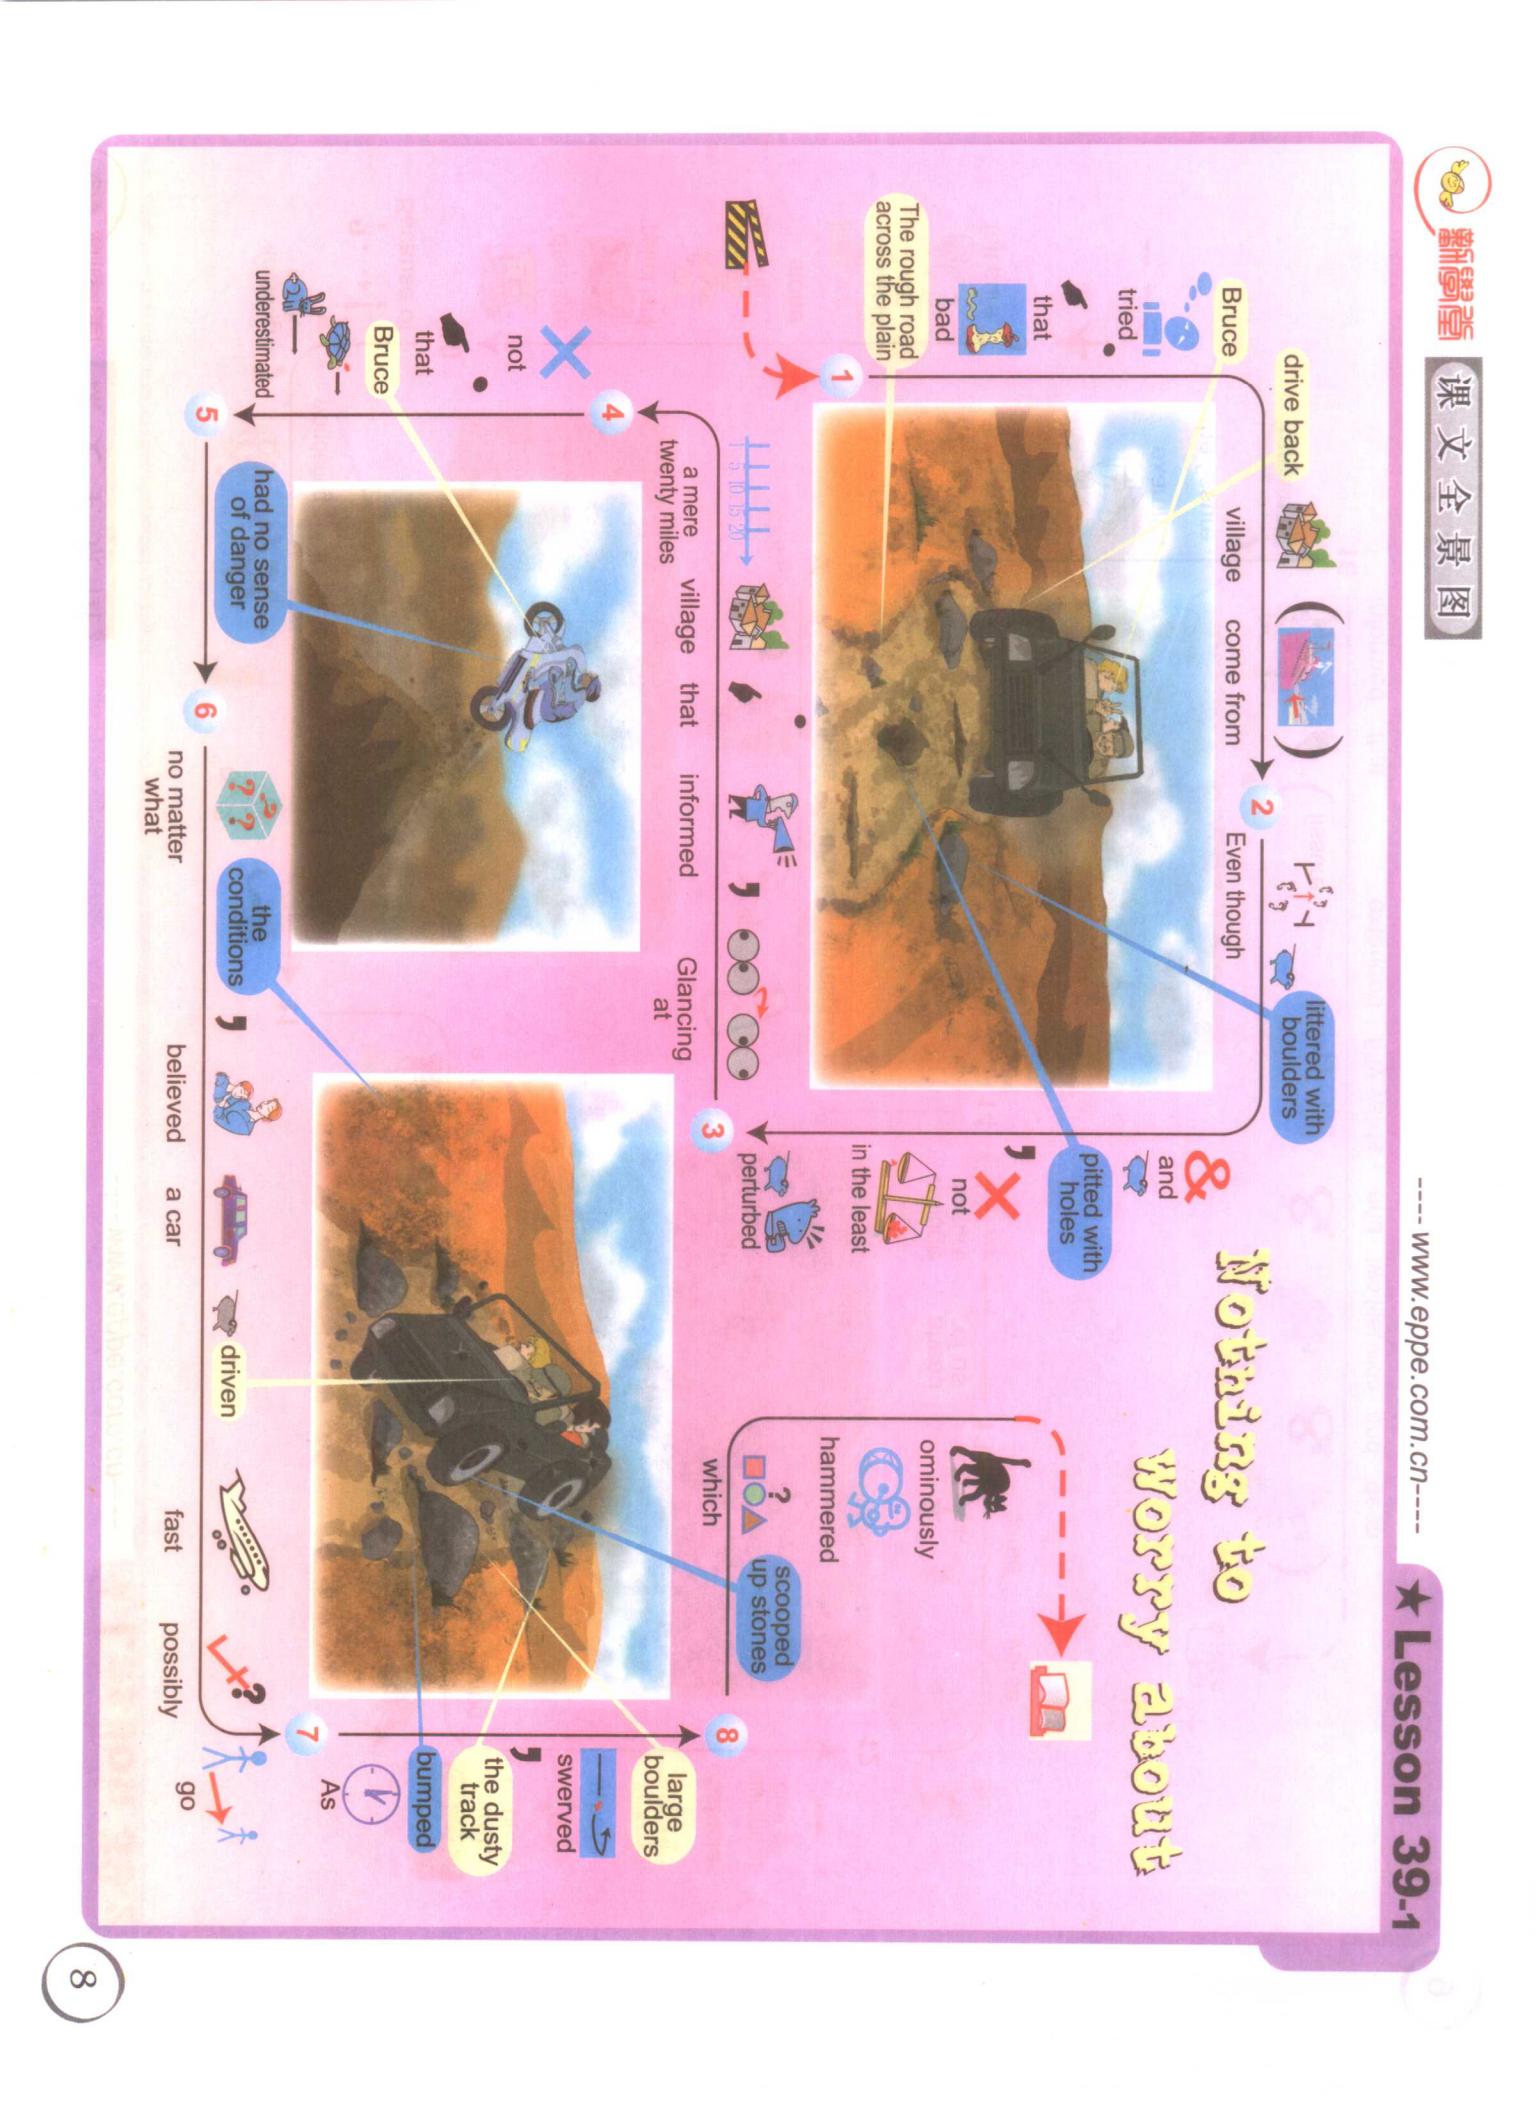 新學堂
课文全景图
---- www.eppe.com.cn----
★ Lesson 39-1
Nothing to
worry about
The rough road
across the plain
bad
that
tried
Bruce
1
drive back
village
come from
2
Even though
littered with
boulders
&
and
pitted with
holes
,
not
in the least
perturbed
3
Glancing
at
,
informed
that
village
1 5 10 15 20
a mere
twenty miles
4
not
that
Bruce
underestimated
5
had no sense
of danger
6
no matter
what
the
conditions
,
believed
a car
driven
fast
possibly
go
7
As
bumped
the dusty
track
,
swerved
large
boulders
8
scooped
up stones
which
hammered
ominously
8